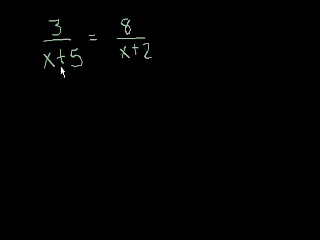 3/(x+5) = 8/(x+2)